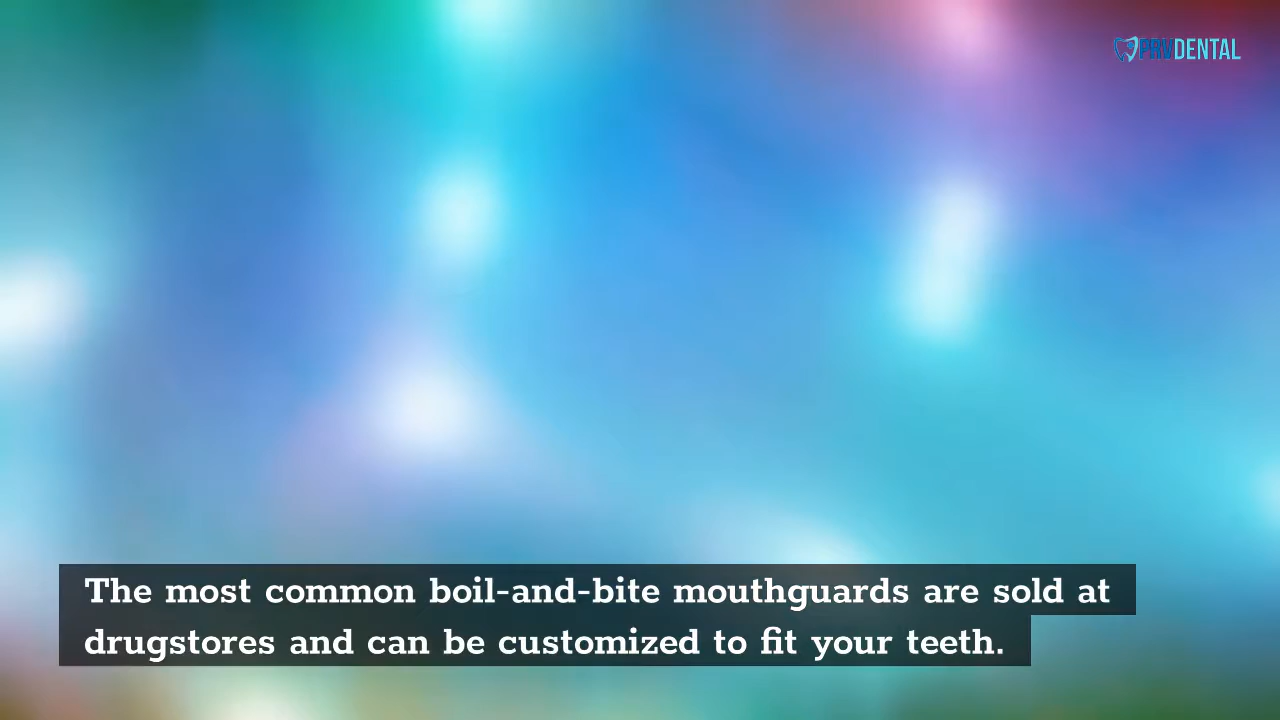 PRVDENTAL
The most common boil-and-bite mouthguards are sold at
drugstores and can be customized to fit your teeth.